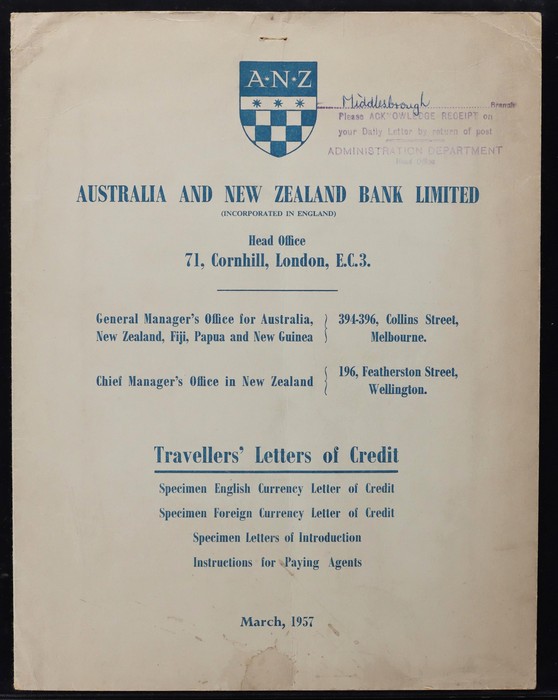 A·N·Z
Middlesbrough Branch
Please ACKNOWLEDGE RECEIPT on
your Daily Letter by return of post
ADMINISTRATION DEPARTMENT
Head Office
AUSTRALIA AND NEW ZEALAND BANK LIMITED
(INCORPORATED IN ENGLAND)
Head Office
71, Cornhill, London, E.C.3.
General Manager's Office for Australia,
New Zealand, Fiji, Papua and New Guinea
394-396, Collins Street,
Melbourne.
Chief Manager's Office in New Zealand
196, Featherston Street,
Wellington.
Travellers' Letters of Credit
Specimen English Currency Letter of Credit
Specimen Foreign Currency Letter of Credit
Specimen Letters of Introduction
Instructions for Paying Agents
March, 1957